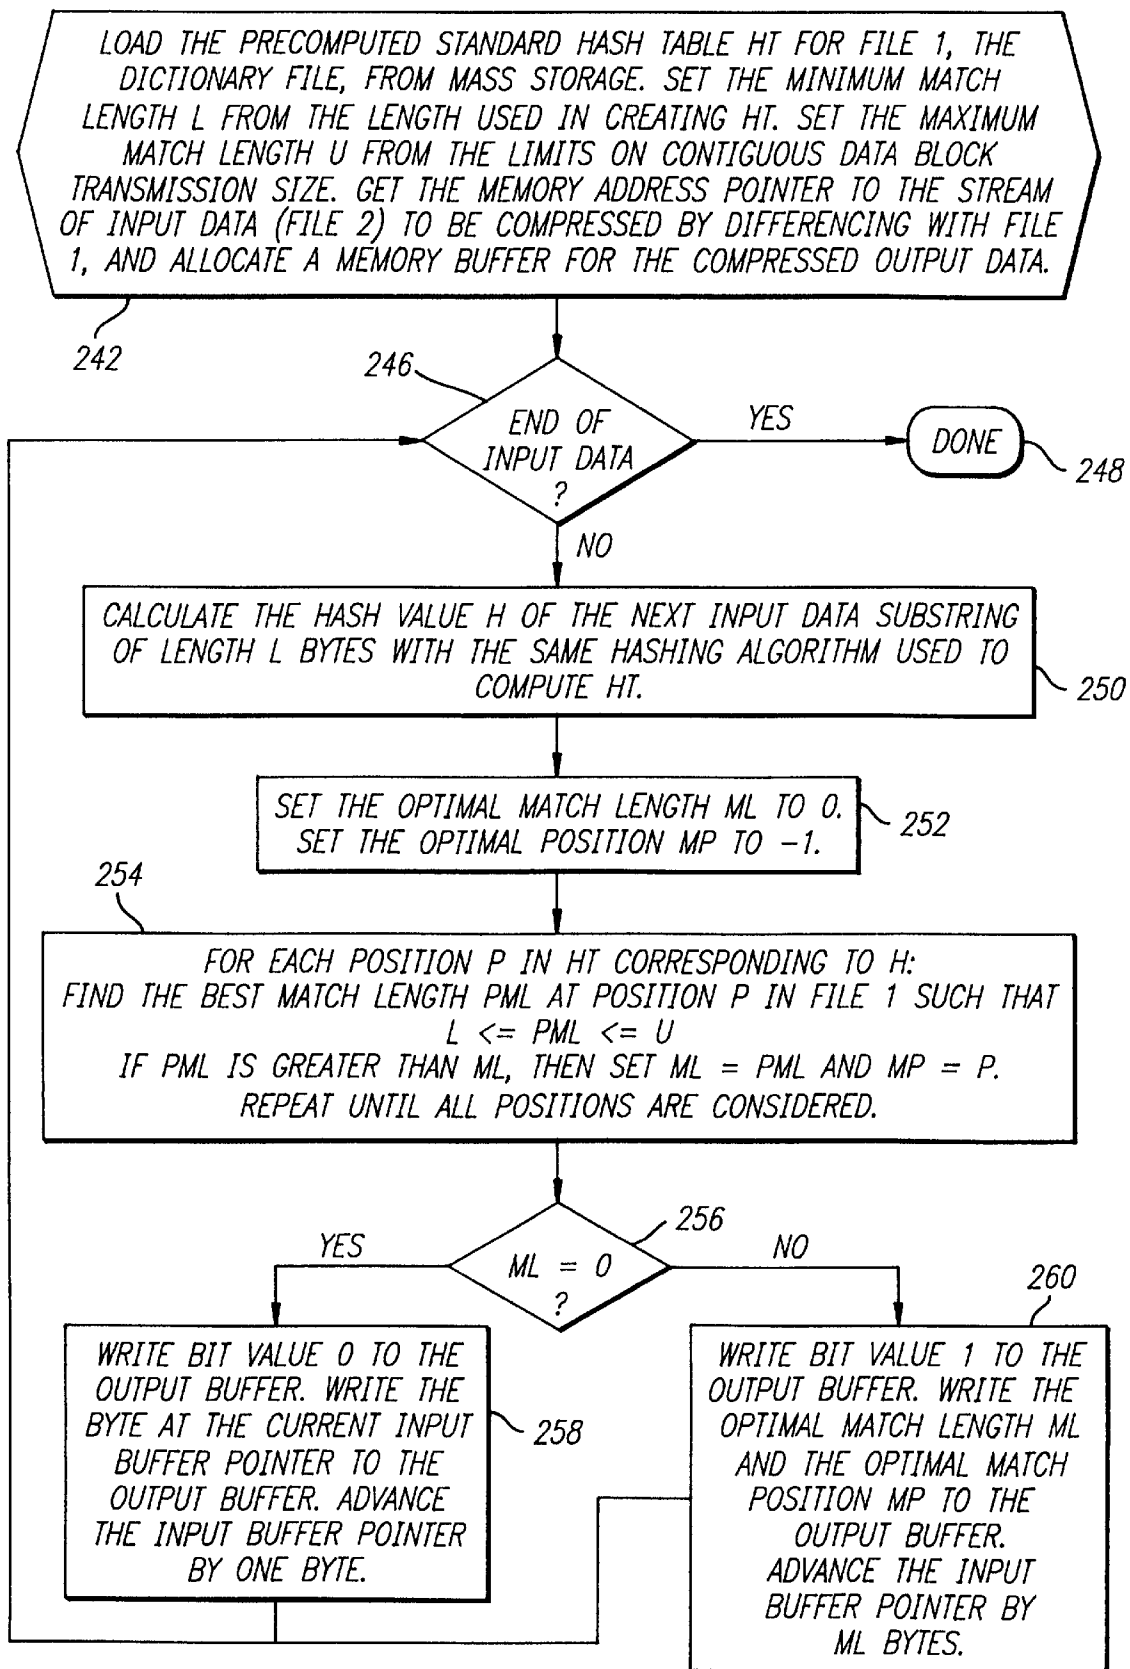 LOAD THE PRECOMPUTED STANDARD HASH TABLE HT FOR FILE 1, THE
DICTIONARY FILE, FROM MASS STORAGE. SET THE MINIMUM MATCH
LENGTH L FROM THE LENGTH USED IN CREATING HT. SET THE MAXIMUM
MATCH LENGTH U FROM THE LIMITS ON CONTIGUOUS DATA BLOCK
TRANSMISSION SIZE. GET THE MEMORY ADDRESS POINTER TO THE STREAM
OF INPUT DATA (FILE 2) TO BE COMPRESSED BY DIFFERENCING WITH FILE
1, AND ALLOCATE A MEMORY BUFFER FOR THE COMPRESSED OUTPUT DATA.
242
246
END OF
INPUT DATA
?
YES
DONE
248
NO
CALCULATE THE HASH VALUE H OF THE NEXT INPUT DATA SUBSTRING
OF LENGTH L BYTES WITH THE SAME HASHING ALGORITHM USED TO
COMPUTE HT.
250
SET THE OPTIMAL MATCH LENGTH ML TO 0.
SET THE OPTIMAL POSITION MP TO -1.
252
254
FOR EACH POSITION P IN HT CORRESPONDING TO H:
FIND THE BEST MATCH LENGTH PML AT POSITION P IN FILE 1 SUCH THAT
L <= PML <= U
IF PML IS GREATER THAN ML, THEN SET ML = PML AND MP = P.
REPEAT UNTIL ALL POSITIONS ARE CONSIDERED.
256
YES
ML = 0
?
NO
WRITE BIT VALUE 0 TO THE
OUTPUT BUFFER. WRITE THE
BYTE AT THE CURRENT INPUT
BUFFER POINTER TO THE
OUTPUT BUFFER. ADVANCE
THE INPUT BUFFER POINTER
BY ONE BYTE.
258
260
WRITE BIT VALUE 1 TO THE
OUTPUT BUFFER. WRITE THE
OPTIMAL MATCH LENGTH ML
AND THE OPTIMAL MATCH
POSITION MP TO THE
OUTPUT BUFFER.
ADVANCE THE INPUT
BUFFER POINTER BY
ML BYTES.